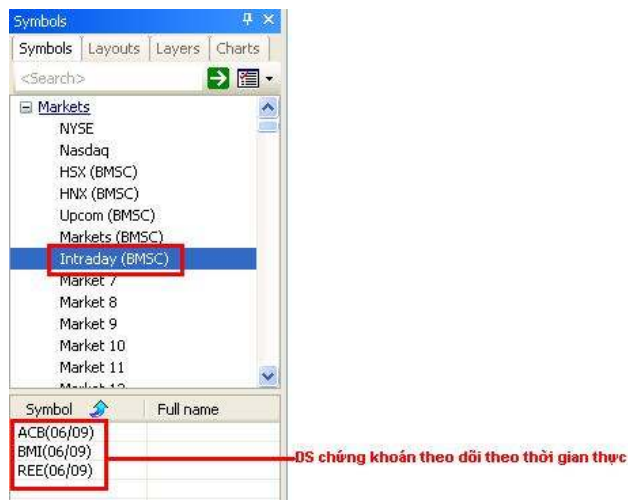 Symbols
Symbols Layouts Layers Charts
<Search>
Markets
NYSE
Nasdaq
HSX (BMSC)
HNX (BMSC)
Upcom (BMSC)
Markets (BMSC)
Intraday (BMSC)
Market 7
Market 8
Market 9
Market 10
Market 11
Market 12
Symbol Full name
ACB(06/09)
BMI(06/09)
REE(06/09)
DS chứng khoán theo dõi theo thời gian thực